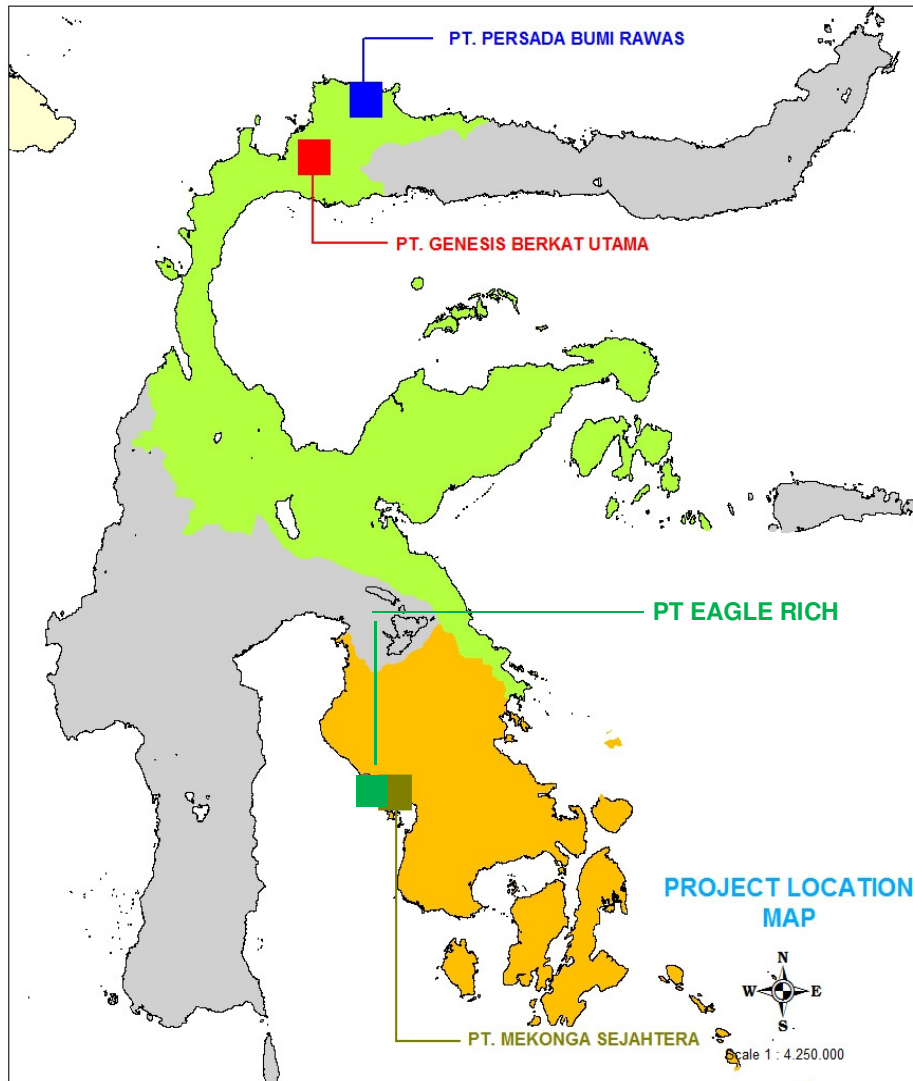 PT. PERSADA BUMI RAWAS
PT. GENESIS BERKAT UTAMA
PT EAGLE RICH
PROJECT LOCATION
MAP
N
W E
S
PT. MEKONGA SEJAHTERA
Scale 1 : 4.250.000